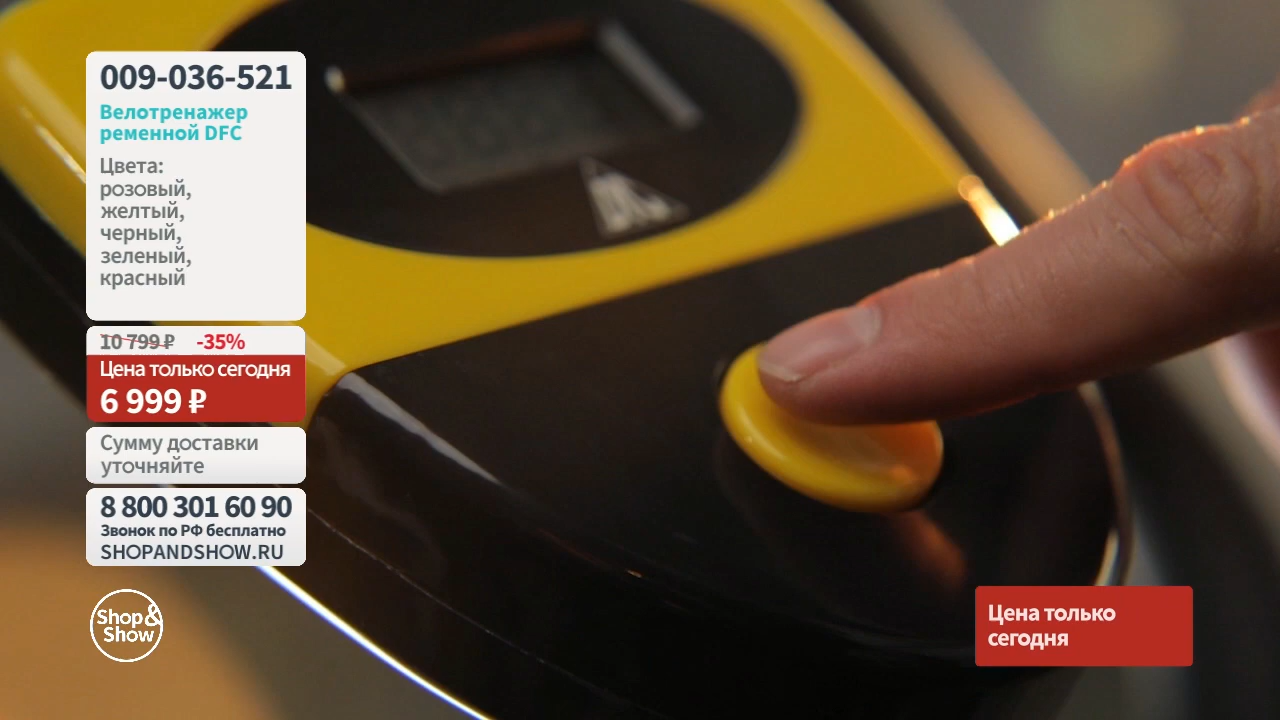 009-036-521
Велотренажер
ременной DFC
Цвета:
розовый,
желтый,
черный,
зеленый,
красный
10 799 ₽ -35%
Цена только сегодня
6 999 ₽
Сумму доставки
уточняйте
8 800 301 60 90
Звонок по РФ бесплатно
SHOPANDSHOW.RU
Shop&
Show
DFC
Цена только
сегодня